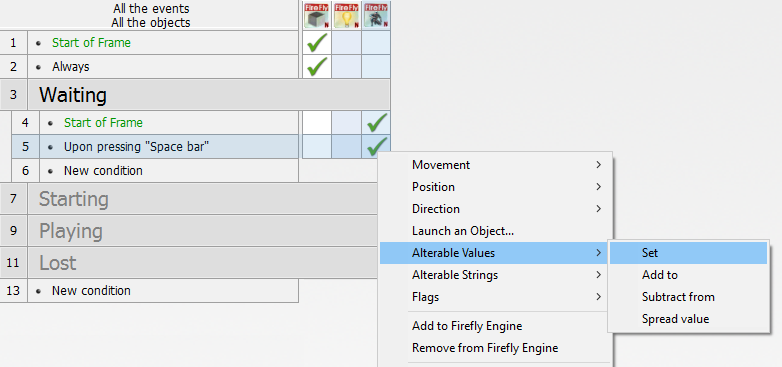 All the events
All the objects
FireFly N
FireFly N
FireFly N
1 Start of Frame
2 Always
3 Waiting
4 Start of Frame
5 Upon pressing "Space bar"
6 New condition
7 Starting
9 Playing
11 Lost
13 New condition
Movement
Position
Direction
Launch an Object...
Alterable Values
Alterable Strings
Flags
Add to Firefly Engine
Remove from Firefly Engine
Set
Add to
Subtract from
Spread value